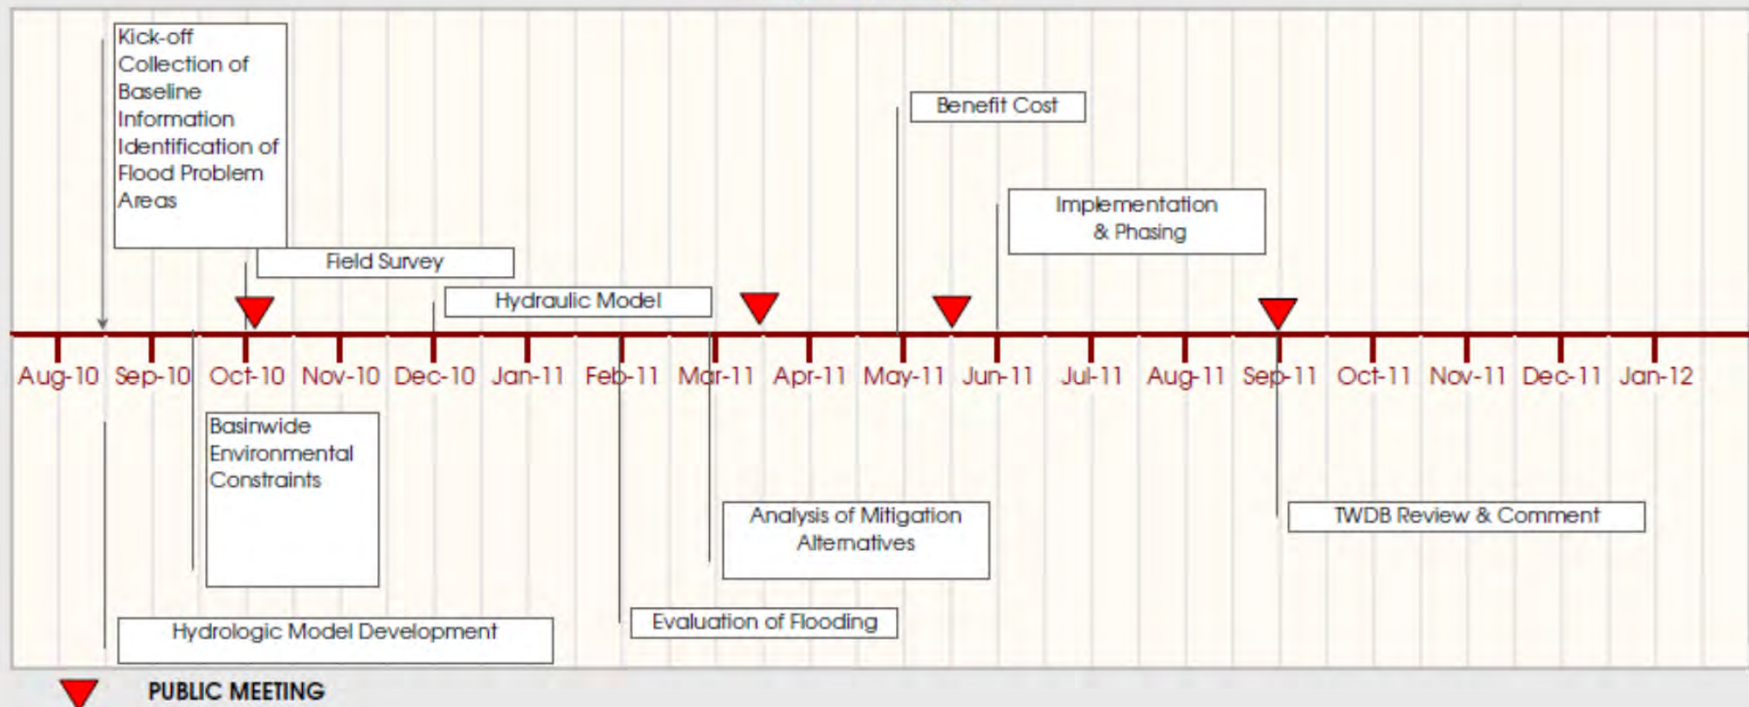 Kick-off
Collection of
Baseline
Information
Identification of
Flood Problem
Areas
Benefit Cost
Implementation
& Phasing
Field Survey
Hydraulic Model
Aug-10 Sep-10 Oct-10 Nov-10 Dec-10 Jan-11 Feb-11 Mar-11 Apr-11 May-11 Jun-11 Jul-11 Aug-11 Sep-11 Oct-11 Nov-11 Dec-11 Jan-12
Basinwide
Environmental
Constraints
Analysis of Mitigation
Alternatives
TWDB Review & Comment
Evaluation of Flooding
Hydrologic Model Development
PUBLIC MEETING